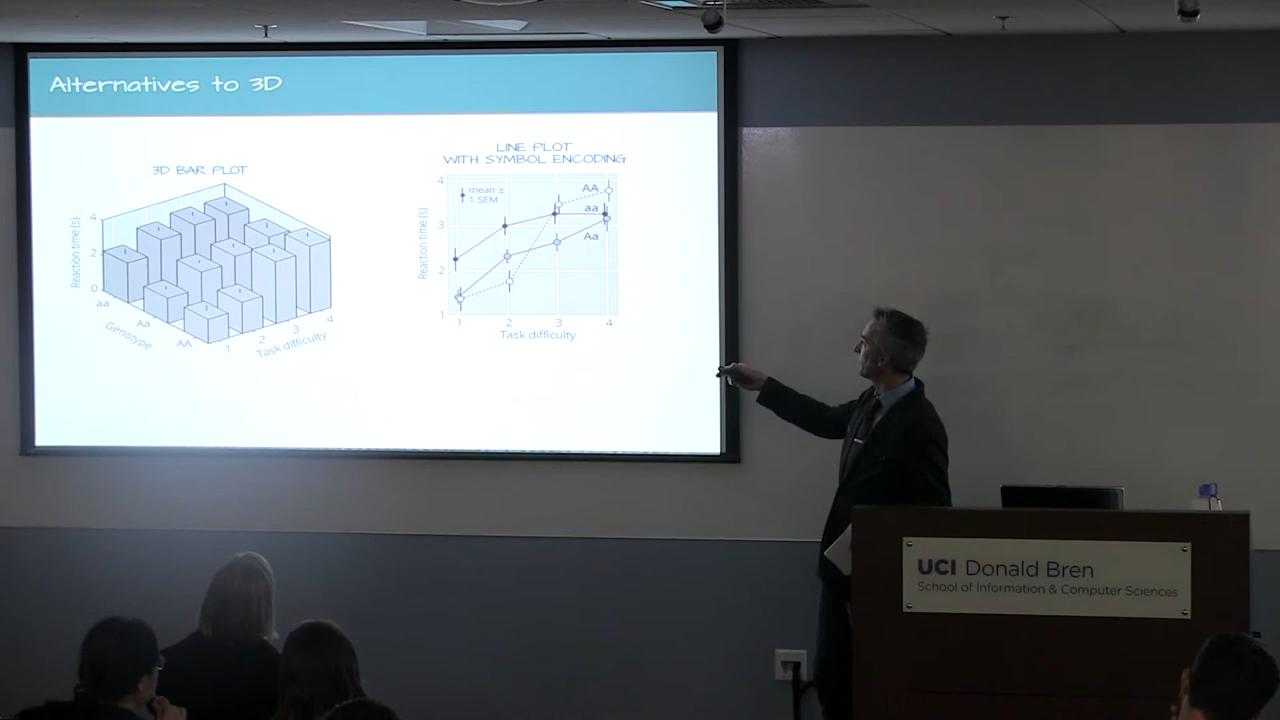 Alternatives to 3D
3D BAR PLOT
Reaction time (s)
4
2
0
aa
Aa
AA
Genotype
1
2
3
4
Task difficulty
LINE PLOT
WITH SYMBOL ENCODING
Reaction time (s)
4
3
2
1
mean ±
1 SEM
AA
aa
Aa
1
2
3
4
Task difficulty
UCI Donald Bren
School of Information & Computer Sciences